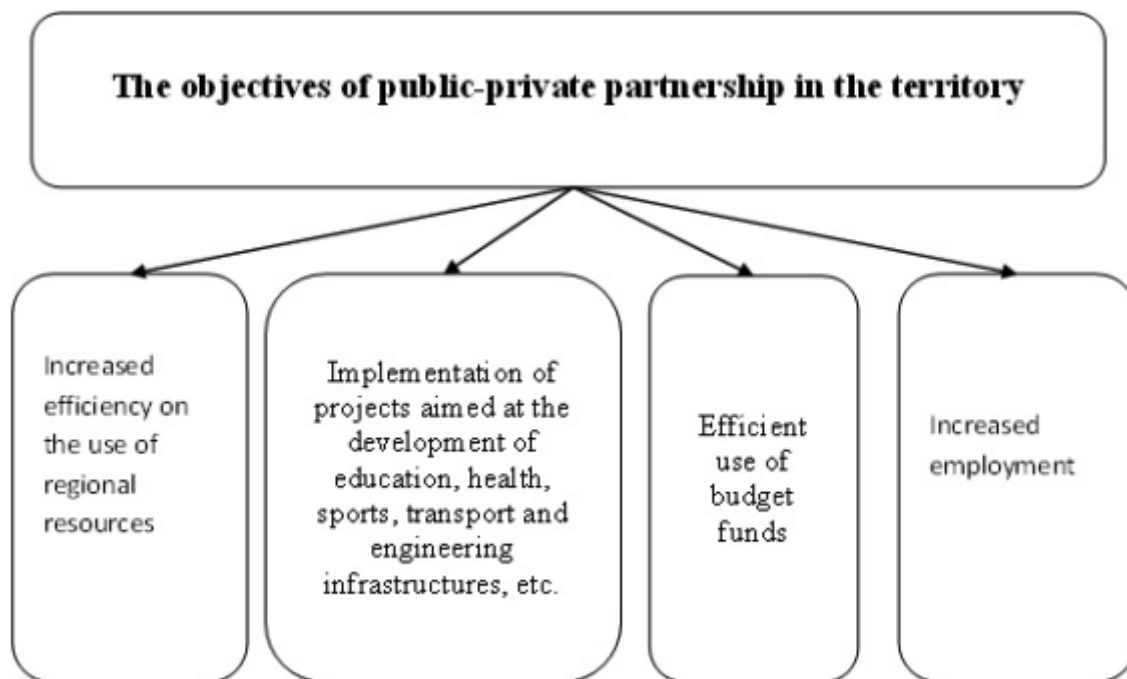 The objectives of public-private partnership in the territory
Increased
efficiency on
the use of
regional
resources
Implementation of
projects aimed at the
development of
education, health,
sports, transport and
engineering
infrastructures, etc.
Efficient
use of
budget
funds
Increased
employment